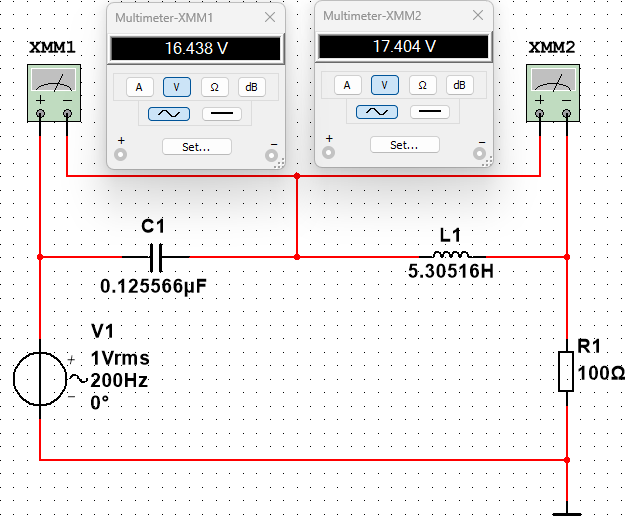 Multimeter-XMM1
16.438 V
A V Ω dB
+ Set... −
Multimeter-XMM2
17.404 V
A V Ω dB
+ Set... −
XMM1
+ −
XMM2
+ −
C1
0.125566µF
L1
5.30516H
V1
1Vrms
200Hz
0°
+
−
R1
100Ω